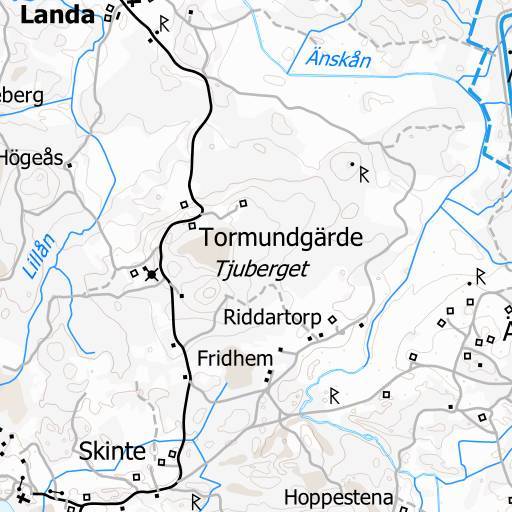 Landa
Änskån
eberg
Högeås
Lillån
Tormundgärde
Tjuberget
Riddartorp
Fridhem
Skinte
Hoppestena